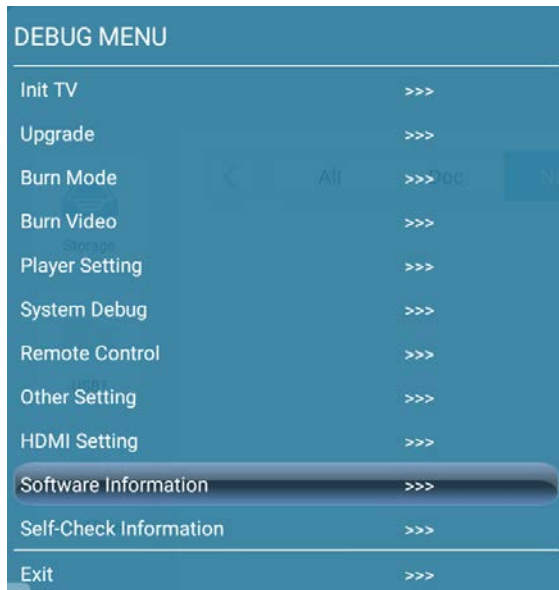 DEBUG MENU
Init TV >>>
Upgrade >>>
Burn Mode >>>
All
Doc
Burn Video >>>
Storage
Player Setting >>>
System Debug >>>
Remote Control >>>
Other Setting >>>
HDMI Setting >>>
Software Information >>>
Self-Check Information >>>
Exit >>>